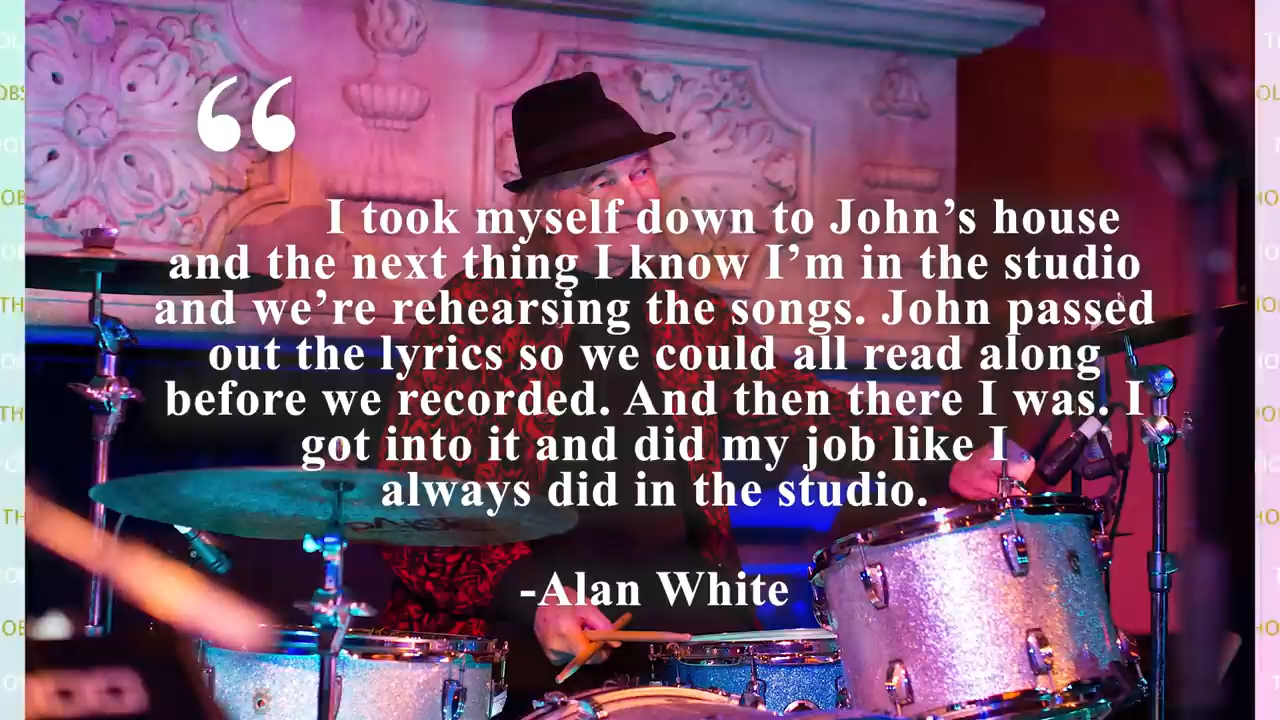 “
I took myself down to John’s house
and the next thing I know I’m in the studio
and we’re rehearsing the songs. John passed
out the lyrics so we could all read along
before we recorded. And then there I was. I
got into it and did my job like I
always did in the studio.
-Alan White